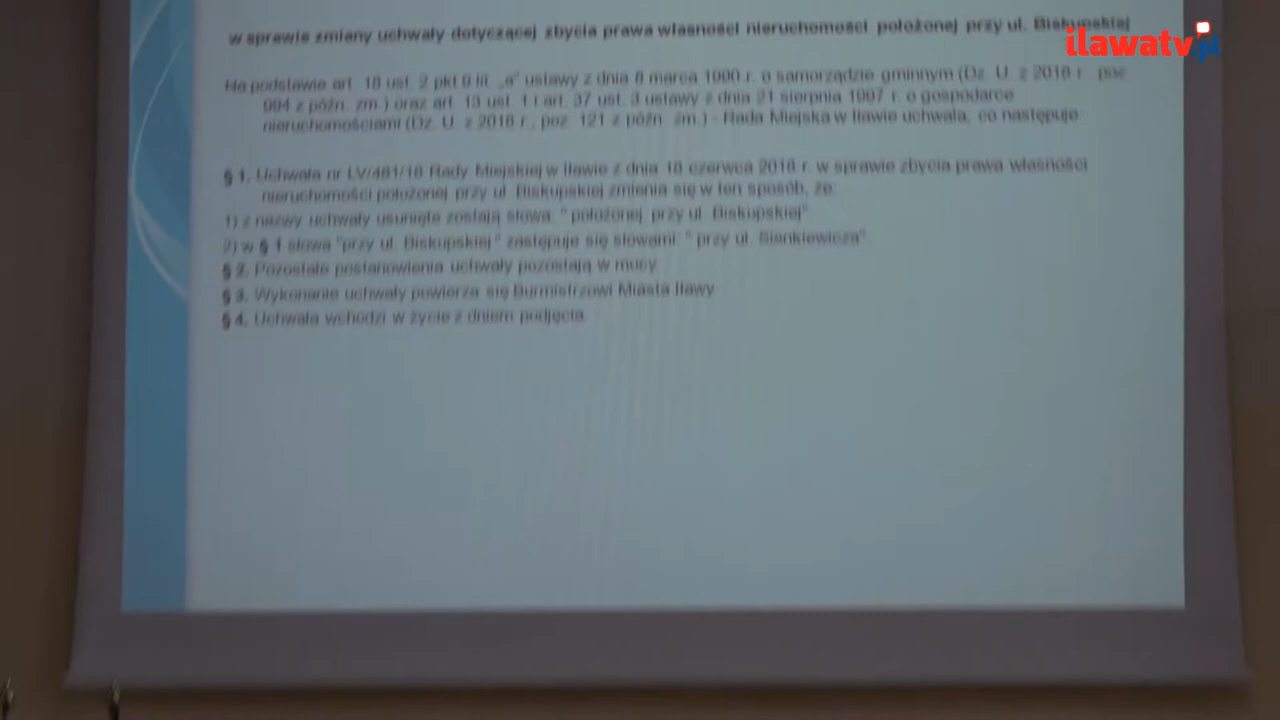 w sprawie zmiany uchwały dotyczącej zbycia prawa własności nieruchomości położonej przy ul. Biskupskiej
ilawatv.pl
Na podstawie art. 18 ust. 2 pkt 9 lit. „a" ustawy z dnia 8 marca 1990 r. o samorządzie gminnym (Dz. U. z 2018 r. poz.
994 z późn. zm.) oraz art. 13 ust. 1 i art. 37 ust. 3 ustawy z dnia 21 sierpnia 1997 r. o gospodarce
nieruchomościami (Dz. U. z 2018 r., poz. 121 z późn. zm.) - Rada Miejska w Iławie uchwala, co następuje
§ 1. Uchwała nr LV/481/18 Rady Miejskiej w Iławie z dnia 18 czerwca 2018 r. w sprawie zbycia prawa własności
nieruchomości położonej przy ul. Biskupskiej zmienia się w ten sposób, że:
1) z nazwy uchwały usunięte zostają słowa: " położonej przy ul. Biskupskiej"
2) w § 1 słowa "przy ul. Biskupskiej " zastępuje się słowami: " przy ul. Sienkiewicza"
§ 2. Pozostałe postanowienia uchwały pozostają w mocy.
§ 3. Wykonanie uchwały powierza się Burmistrzowi Miasta Iławy
§ 4. Uchwała wchodzi w życie z dniem podjęcia.